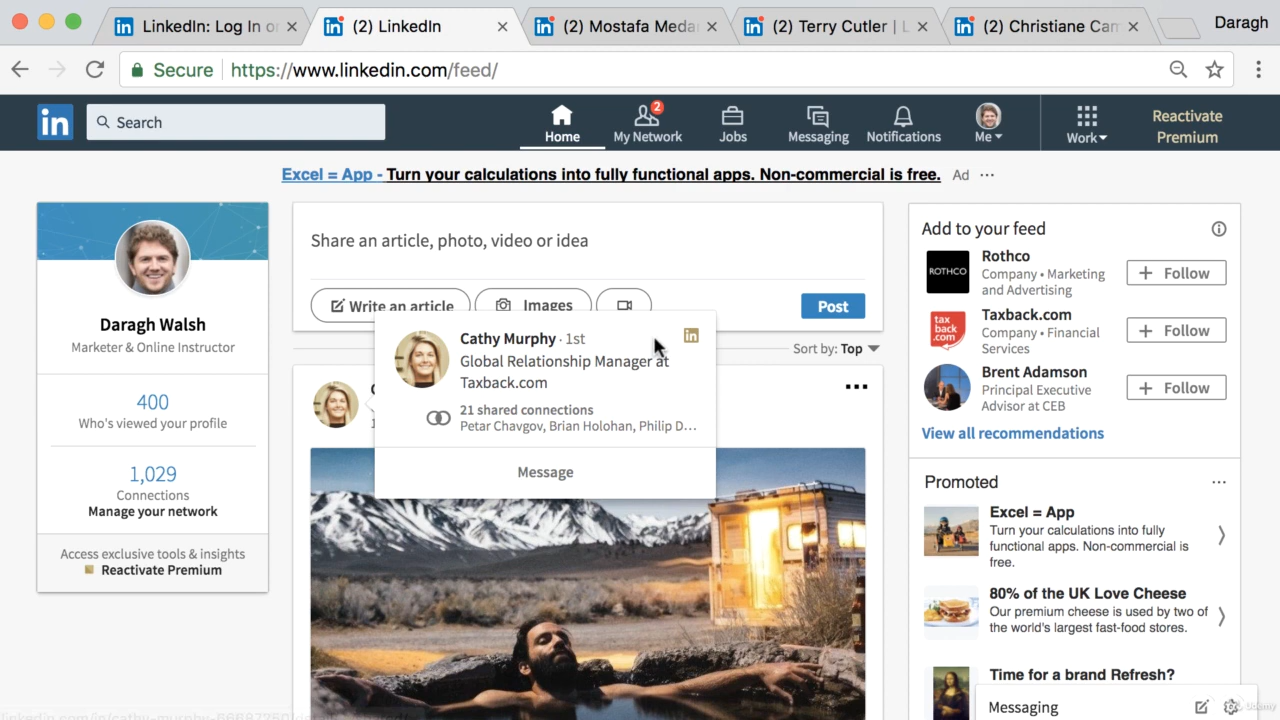 LinkedIn: Log In or
(2) LinkedIn
(2) Mostafa Meda
(2) Terry Cutler | L
(2) Christiane Cam
Daragh
Secure
https://www.linkedin.com/feed/
in
Search
Home
2
My Network
Jobs
Messaging
Notifications
Me
Work
Reactivate
Premium
Excel = App - Turn your calculations into fully functional apps. Non-commercial is free.
Ad
Daragh Walsh
Marketer & Online Instructor
400
Who's viewed your profile
1,029
Connections
Manage your network
Access exclusive tools & insights
Reactivate Premium
Share an article, photo, video or idea
Write an article
Images
Post
Sort by: Top
Cathy Murphy · 1st
in
Global Relationship Manager at
Taxback.com
21 shared connections
Petar Chavgov, Brian Holohan, Philip D...
Message
Add to your feed
ROTHCO
Rothco
Company • Marketing
and Advertising
+ Follow
tax
back
.com
Taxback.com
Company • Financial
Services
+ Follow
Brent Adamson
Principal Executive
Advisor at CEB
+ Follow
View all recommendations
Promoted
Excel = App
Turn your calculations into fully
functional apps. Non-commercial is
free.
80% of the UK Love Cheese
Our premium cheese is used by two of
the world's largest fast-food stores.
Time for a brand Refresh?
Messaging
Udemy